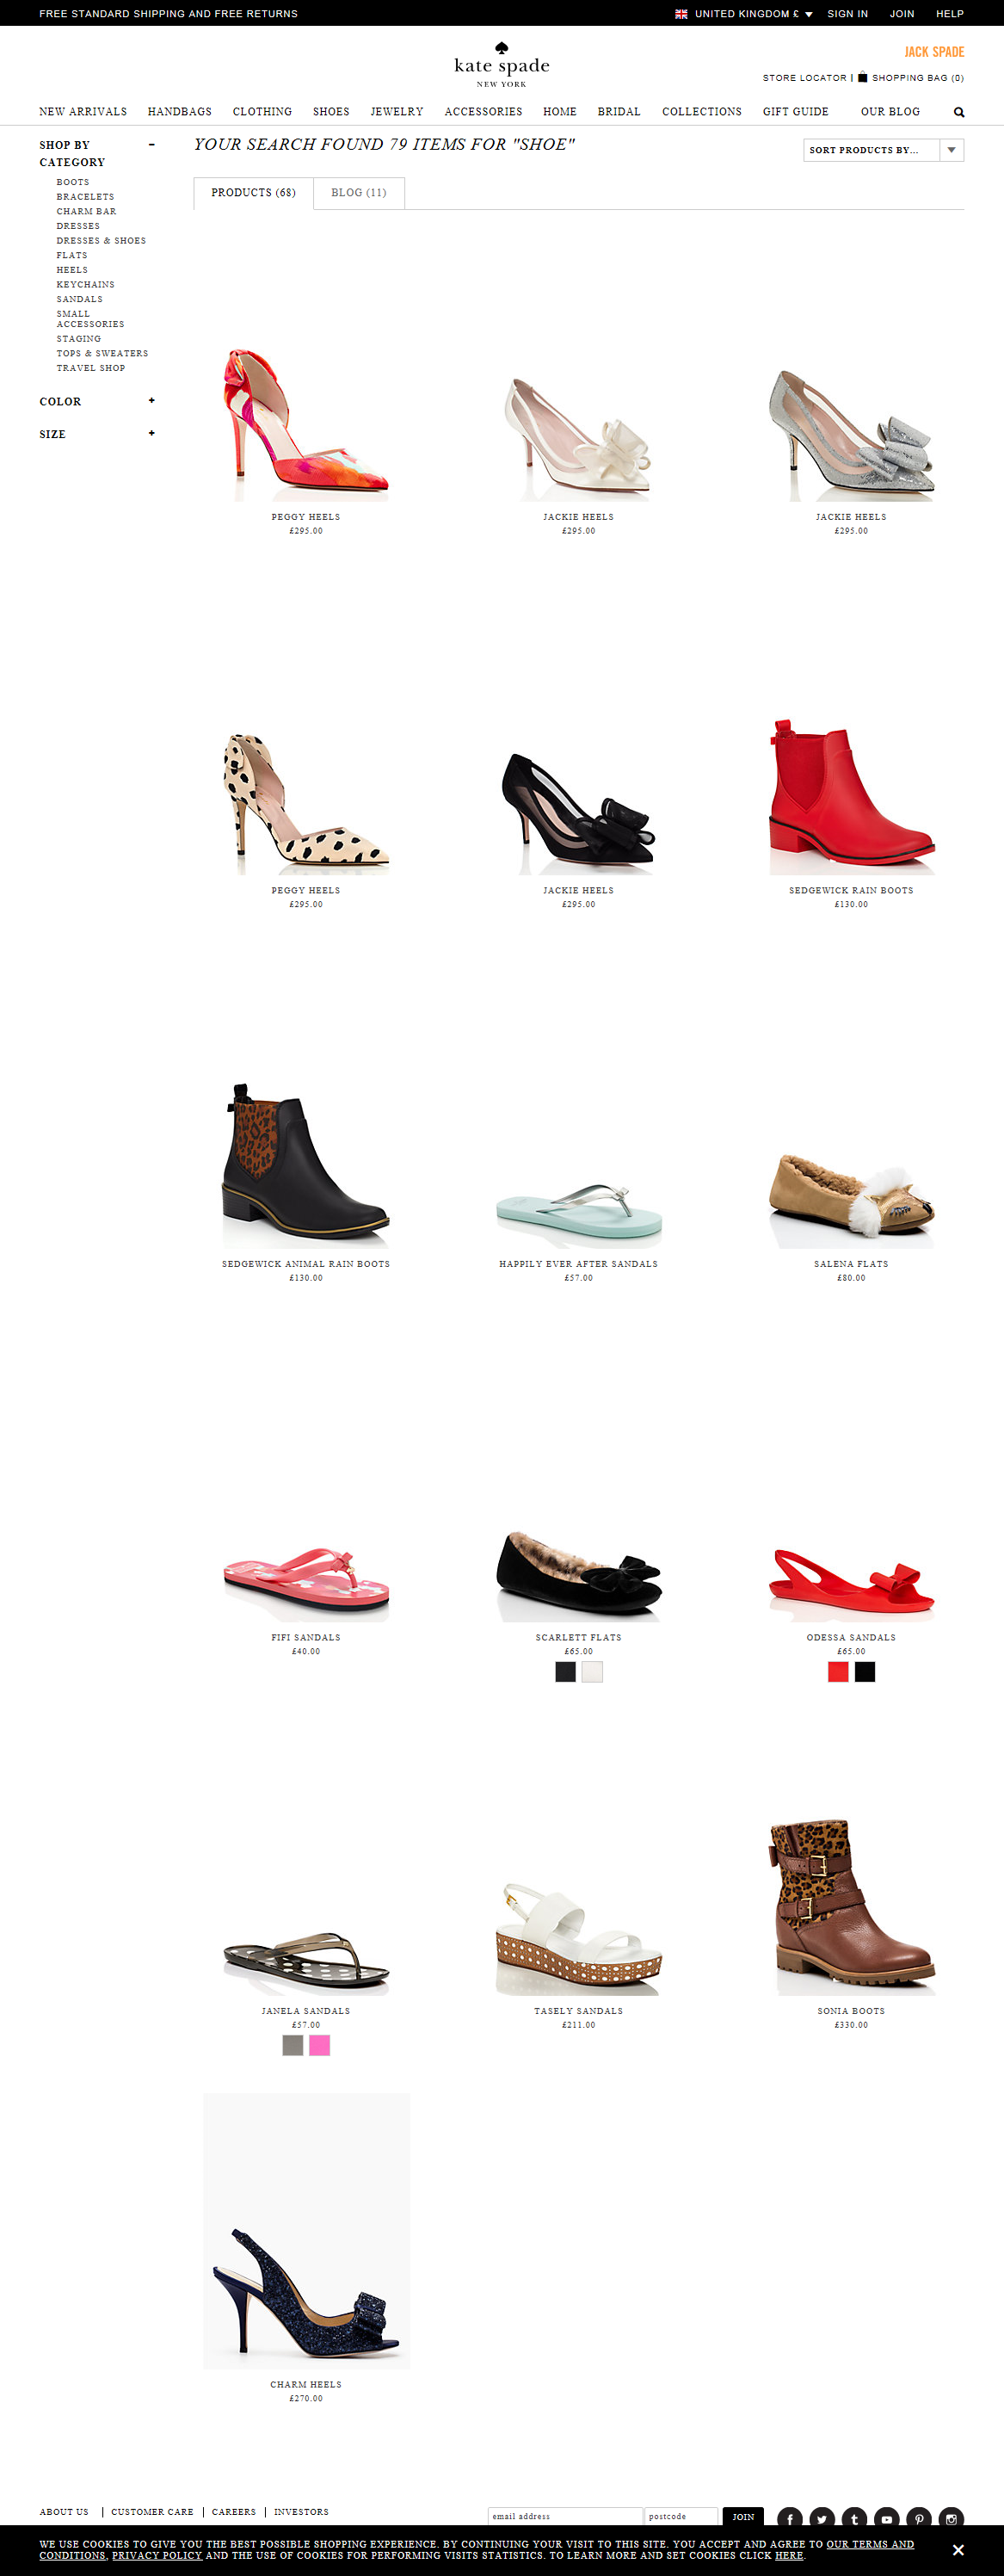 FREE STANDARD SHIPPING AND FREE RETURNS
UNITED KINGDOM £ SIGN IN JOIN HELP
kate spade
NEW YORK
JACK SPADE
STORE LOCATOR | SHOPPING BAG (0)
NEW ARRIVALS HANDBAGS CLOTHING SHOES JEWELRY ACCESSORIES HOME BRIDAL COLLECTIONS GIFT GUIDE OUR BLOG
SHOP BY
CATEGORY
BOOTS
BRACELETS
CHARM BAR
DRESSES
DRESSES & SHOES
FLATS
HEELS
KEYCHAINS
SANDALS
SMALL
ACCESSORIES
STAGING
TOPS & SWEATERS
TRAVEL SHOP
COLOR +
SIZE +
YOUR SEARCH FOUND 79 ITEMS FOR "SHOE"
SORT PRODUCTS BY...
PRODUCTS (68) BLOG (11)
PEGGY HEELS
£295.00
JACKIE HEELS
£295.00
JACKIE HEELS
£295.00
PEGGY HEELS
£295.00
JACKIE HEELS
£295.00
SEDGEWICK RAIN BOOTS
£130.00
SEDGEWICK ANIMAL RAIN BOOTS
£130.00
HAPPILY EVER AFTER SANDALS
£57.00
SALENA FLATS
£80.00
FIFI SANDALS
£40.00
SCARLETT FLATS
£65.00
ODESSA SANDALS
£65.00
JANELA SANDALS
£57.00
TASELY SANDALS
£211.00
SONIA BOOTS
£330.00
CHARM HEELS
£270.00
ABOUT US | CUSTOMER CARE | CAREERS | INVESTORS
email address postcode JOIN
WE USE COOKIES TO GIVE YOU THE BEST POSSIBLE SHOPPING EXPERIENCE. BY CONTINUING YOUR VISIT TO THIS SITE. YOU ACCEPT AND AGREE TO OUR TERMS AND
CONDITIONS, PRIVACY POLICY AND THE USE OF COOKIES FOR PERFORMING VISITS STATISTICS. TO LEARN MORE AND SET COOKIES CLICK HERE.